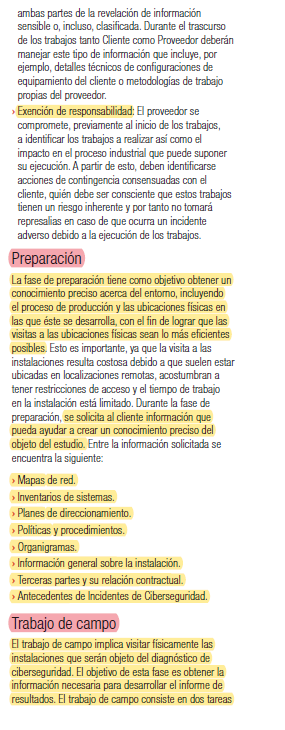 ambas partes de la revelación de información
sensible o, incluso, clasificada. Durante el trascurso
de los trabajos tanto Cliente como Proveedor deberán
manejar este tipo de información que incluye, por
ejemplo, detalles técnicos de configuraciones de
equipamiento del cliente o metodologías de trabajo
propias del proveedor.
› Exención de responsabilidad: El proveedor se
compromete, previamente al inicio de los trabajos,
a identificar los trabajos a realizar así como el
impacto en el proceso industrial que puede suponer
su ejecución. A partir de esto, deben identificarse
acciones de contingencia consensuadas con el
cliente, quién debe ser consciente que estos trabajos
tienen un riesgo inherente y por tanto no tomará
represalias en caso de que ocurra un incidente
adverso debido a la ejecución de los trabajos.
Preparación
La fase de preparación tiene como objetivo obtener un
conocimiento preciso acerca del entorno, incluyendo
el proceso de producción y las ubicaciones físicas en
las que éste se desarrolla, con el fin de lograr que las
visitas a las ubicaciones físicas sean lo más eficientes
posibles. Esto es importante, ya que la visita a las
instalaciones resulta costosa debido a que suelen estar
ubicadas en localizaciones remotas, acostumbran a
tener restricciones de acceso y el tiempo de trabajo
en la instalación está limitado. Durante la fase de
preparación, se solicita al cliente información que
pueda ayudar a crear un conocimiento preciso del
objeto del estudio. Entre la información solicitada se
encuentra la siguiente:
› Mapas de red.
› Inventarios de sistemas.
› Planes de direccionamiento.
› Políticas y procedimientos.
› Organigramas.
› Información general sobre la instalación.
› Terceras partes y su relación contractual.
› Antecedentes de Incidentes de Ciberseguridad.
Trabajo de campo
El trabajo de campo implica visitar físicamente las
instalaciones que serán objeto del diagnóstico de
ciberseguridad. El objetivo de esta fase es obtener la
información necesaria para desarrollar el informe de
resultados. El trabajo de campo consiste en dos tareas